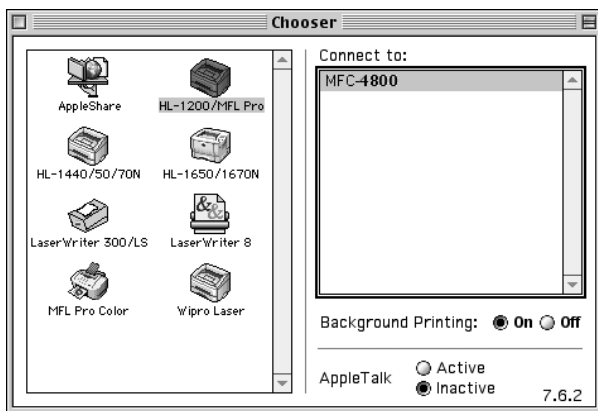 Chooser
AppleShare
HL-1200/MFL Pro
HL-1440/50/70N
HL-1650/1670N
LaserWriter 300/LS
LaserWriter 8
MFL Pro Color
Wipro Laser
Connect to:
MFC-4800
Background Printing: On Off
AppleTalk
Active
Inactive
7.6.2